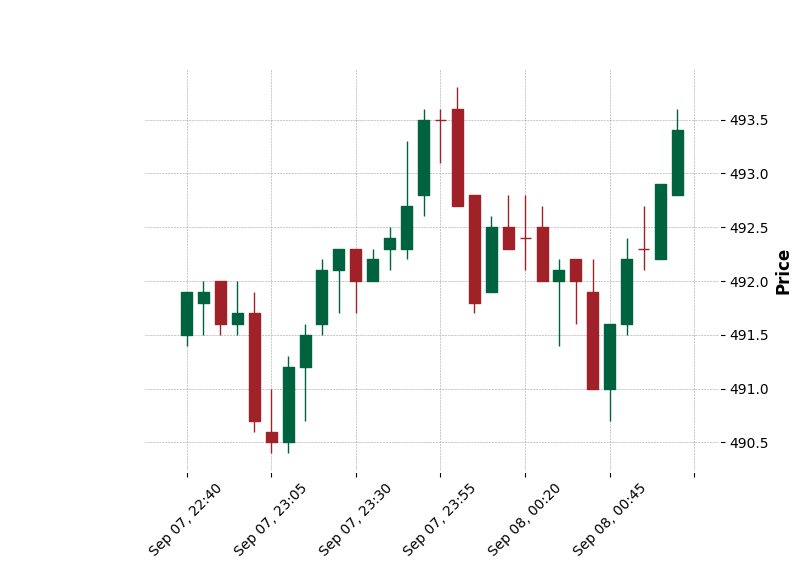 493.5
493.0
492.5
492.0
491.5
491.0
490.5
Price
Sep 07, 22:40
Sep 07, 23:05
Sep 07, 23:30
Sep 07, 23:55
Sep 08, 00:20
Sep 08, 00:45